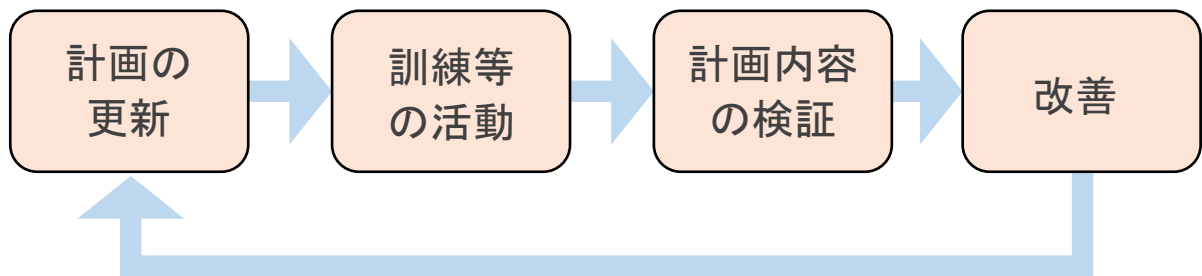 計画の
更新
訓練等
の活動
計画内容
の検証
改善